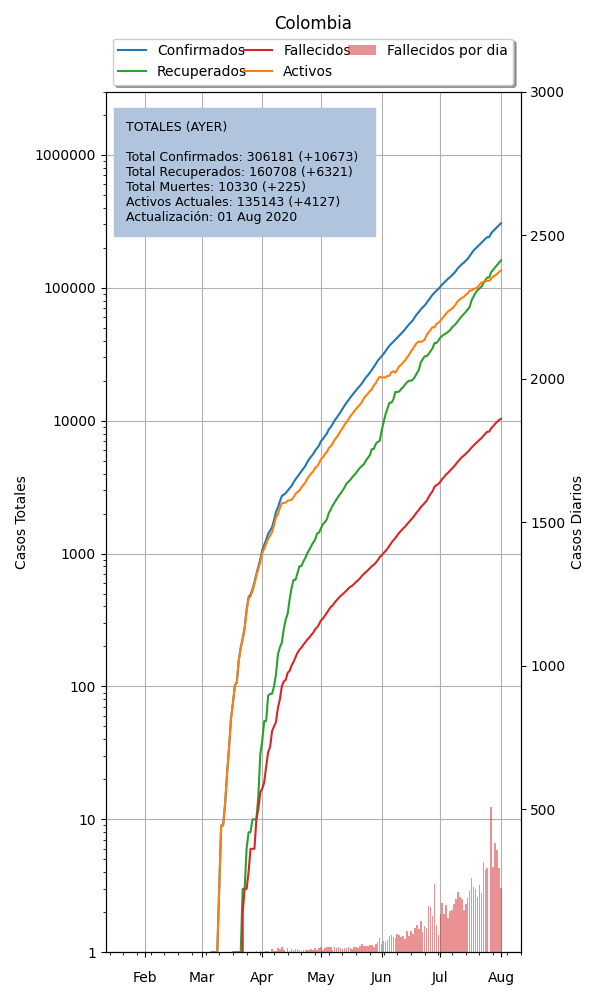 Colombia
Confirmados
Recuperados
Fallecidos
Activos
Fallecidos por dia
TOTALES (AYER)
Total Confirmados: 306181 (+10673)
Total Recuperados: 160708 (+6321)
Total Muertes: 10330 (+225)
Activos Actuales: 135143 (+4127)
Actualización: 01 Aug 2020
Casos Totales
1000000
100000
10000
1000
100
10
1
Casos Diarios
3000
2500
2000
1500
1000
500
Feb Mar Apr May Jun Jul Aug